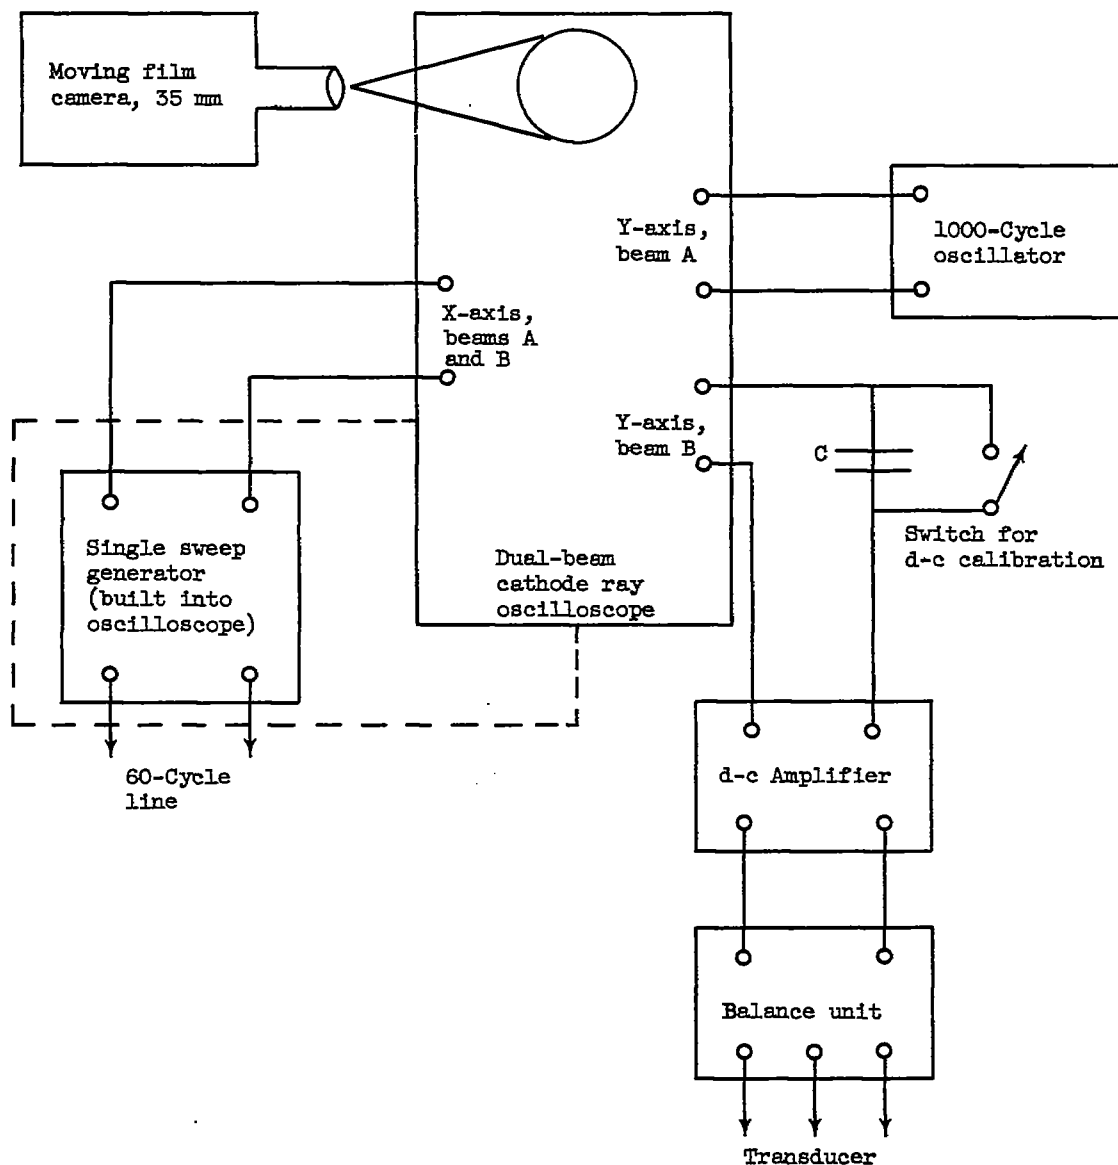 Moving film
camera, 35 mm
Y-axis,
beam A
1000-Cycle
oscillator
X-axis,
beams A
and B
Y-axis,
beam B
C
Switch for
d-c calibration
Single sweep
generator
(built into
oscilloscope)
Dual-beam
cathode ray
oscilloscope
60-Cycle
line
d-c Amplifier
Balance unit
Transducer